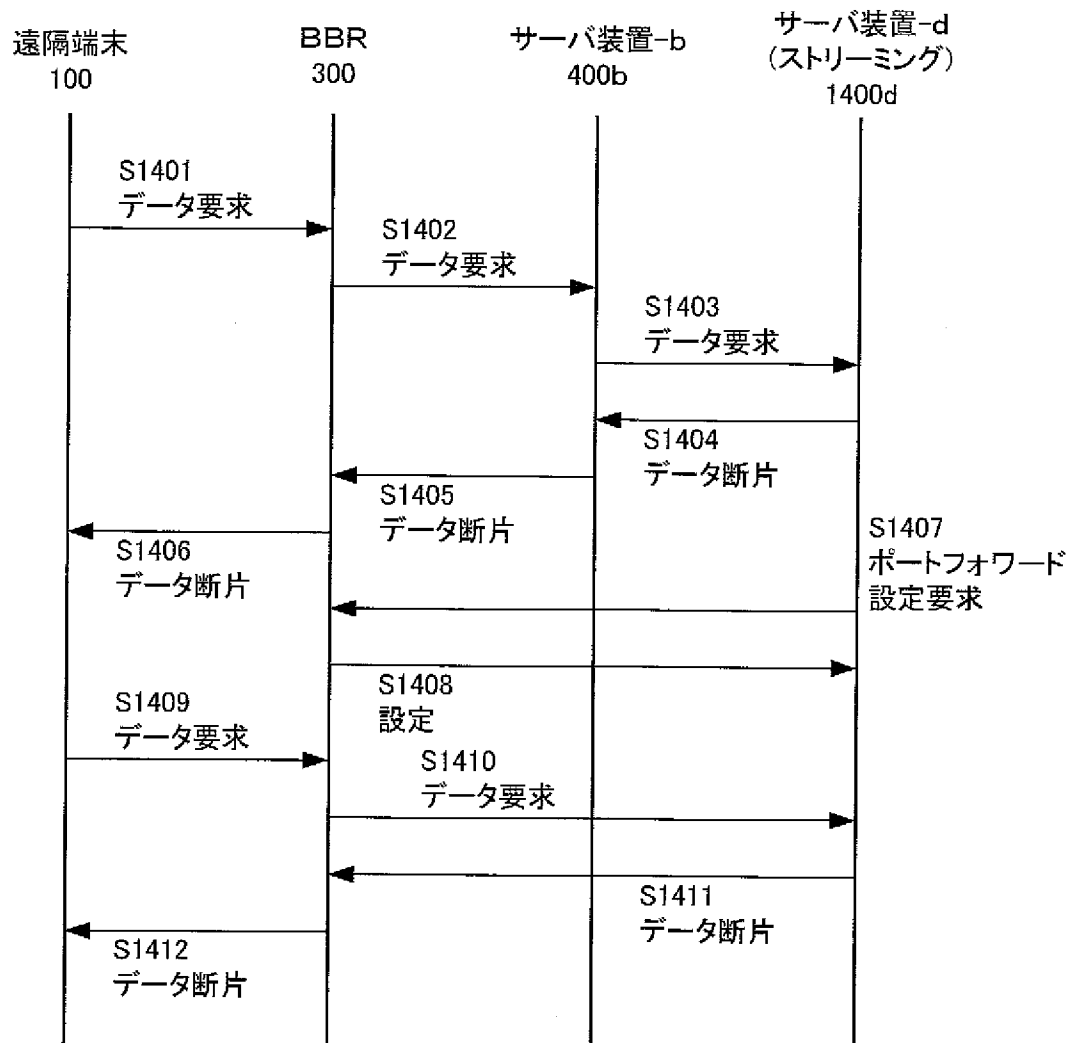 遠隔端末
100
BBR
300
サーバ装置-b
400b
サーバ装置-d
(ストリーミング)
1400d
S1401
データ要求
S1402
データ要求
S1403
データ要求
S1404
データ断片
S1405
データ断片
S1406
データ断片
S1407
ポートフォワード
設定要求
S1408
設定
S1409
データ要求
S1410
データ要求
S1411
データ断片
S1412
データ断片